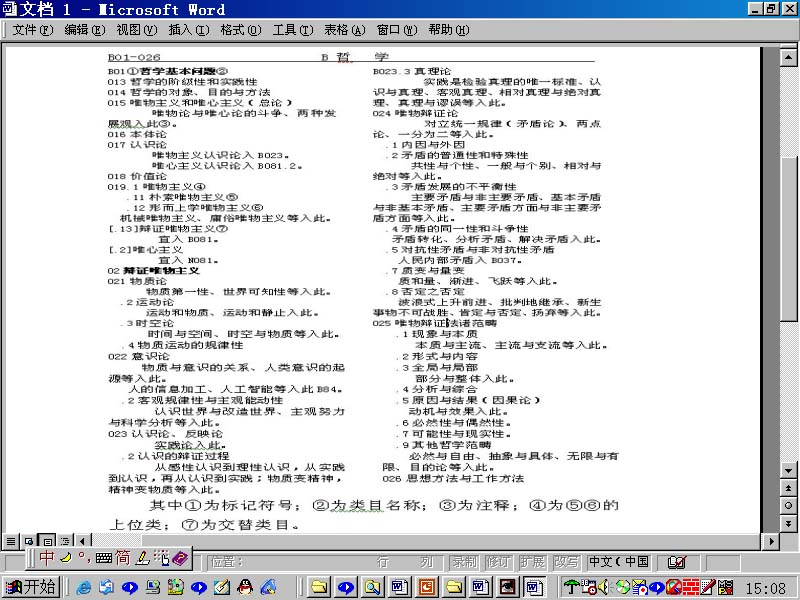 文档 1 - Microsoft Word
文件(F) 编辑(E) 视图(V) 插入(I) 格式(O) 工具(T) 表格(A) 窗口(W) 帮助(H)
B01-026 B 哲 学
B01①哲学基本问题②
013 哲学的阶级性和实践性
014 哲学的对象、目的与方法
015 唯物主义和唯心主义(总论)
唯物论与唯心论的斗争、两种发
展观入此③。
016 本体论
017 认识论
唯物主义认识论入 B023。
唯心主义认识论入 B081.2。
018 价值论
019.1 唯物主义④
.11 朴素唯物主义⑤
.12 形而上学唯物主义⑥
机械唯物主义、庸俗唯物主义等入此。
[.13]辩证唯物主义⑦
宜入 B081。
[.2]唯心主义
宜入 N081。
02 辩证唯物主义
021 物质论
物质第一性、世界可知性等入此。
.2 运动论
运动和物质、运动和静止入此。
.3 时空论
时间与空间、时空与物质等入此。
.4 物质运动的规律性
022 意识论
物质与意识的关系、人类意识的起
源等入此。
人的信息加工、人工智能等入此 B84。
.2 客观规律性与主观能动性
认识世界与改造世界、主观努力
与科学分析等入此。
023 认识论、反映论
实践论入此。
.2 认识的辩证过程
从感性认识到理性认识，从实践
到认识，再从认识到实践；物质变精神，
精神变物质等入此。
B023.3 真理论
实践是检验真理的唯一标准、认
识与真理、客观真理、相对真理与绝对真
理、真理与谬误等入此。
024 唯物辩证论
对立统一规律(矛盾论)、两点
论、一分为二等入此。
.1 内因与外因
.2 矛盾的普遍性和特殊性
共性与个性、一般与个别、相对与
绝对等入此。
.3 矛盾发展的不平衡性
主要矛盾与非主要矛盾、基本矛盾
与非基本矛盾、主要矛盾方面与非主要矛
盾方面等入此。
.4 矛盾的同一性和斗争性
矛盾转化、分析矛盾、解决矛盾入此。
.5 对抗性矛盾与非对抗性矛盾
人民内部矛盾入 B037。
.7 质变与量变
质和量、渐进、飞跃等入此。
.8 否定之否定
波浪式上升前进、批判地继承、新生
事物不可战胜、肯定与否定、扬弃等入此。
025 唯物辩证法诸范畴
.1 现象与本质
本质与主流、主流与支流等入此。
.2 形式与内容
.3 全局与局部
部分与整体入此。
.4 分析与综合
.5 原因与结果(因果论)
动机与效果入此。
.6 必然性与偶然性。
.7 可能性与现实性。
.9 其他哲学范畴
必然与自由、抽象与具体、无限与有
限、目的论等入此。
026 思想方法与工作方法
其中①为标记符号；②为类目名称；③为注释；④为⑤⑥的
上位类；⑦为交替类目。
中 简
位置: 行 列 录制 修订 扩展 改写 中文(中国
开始 15:08